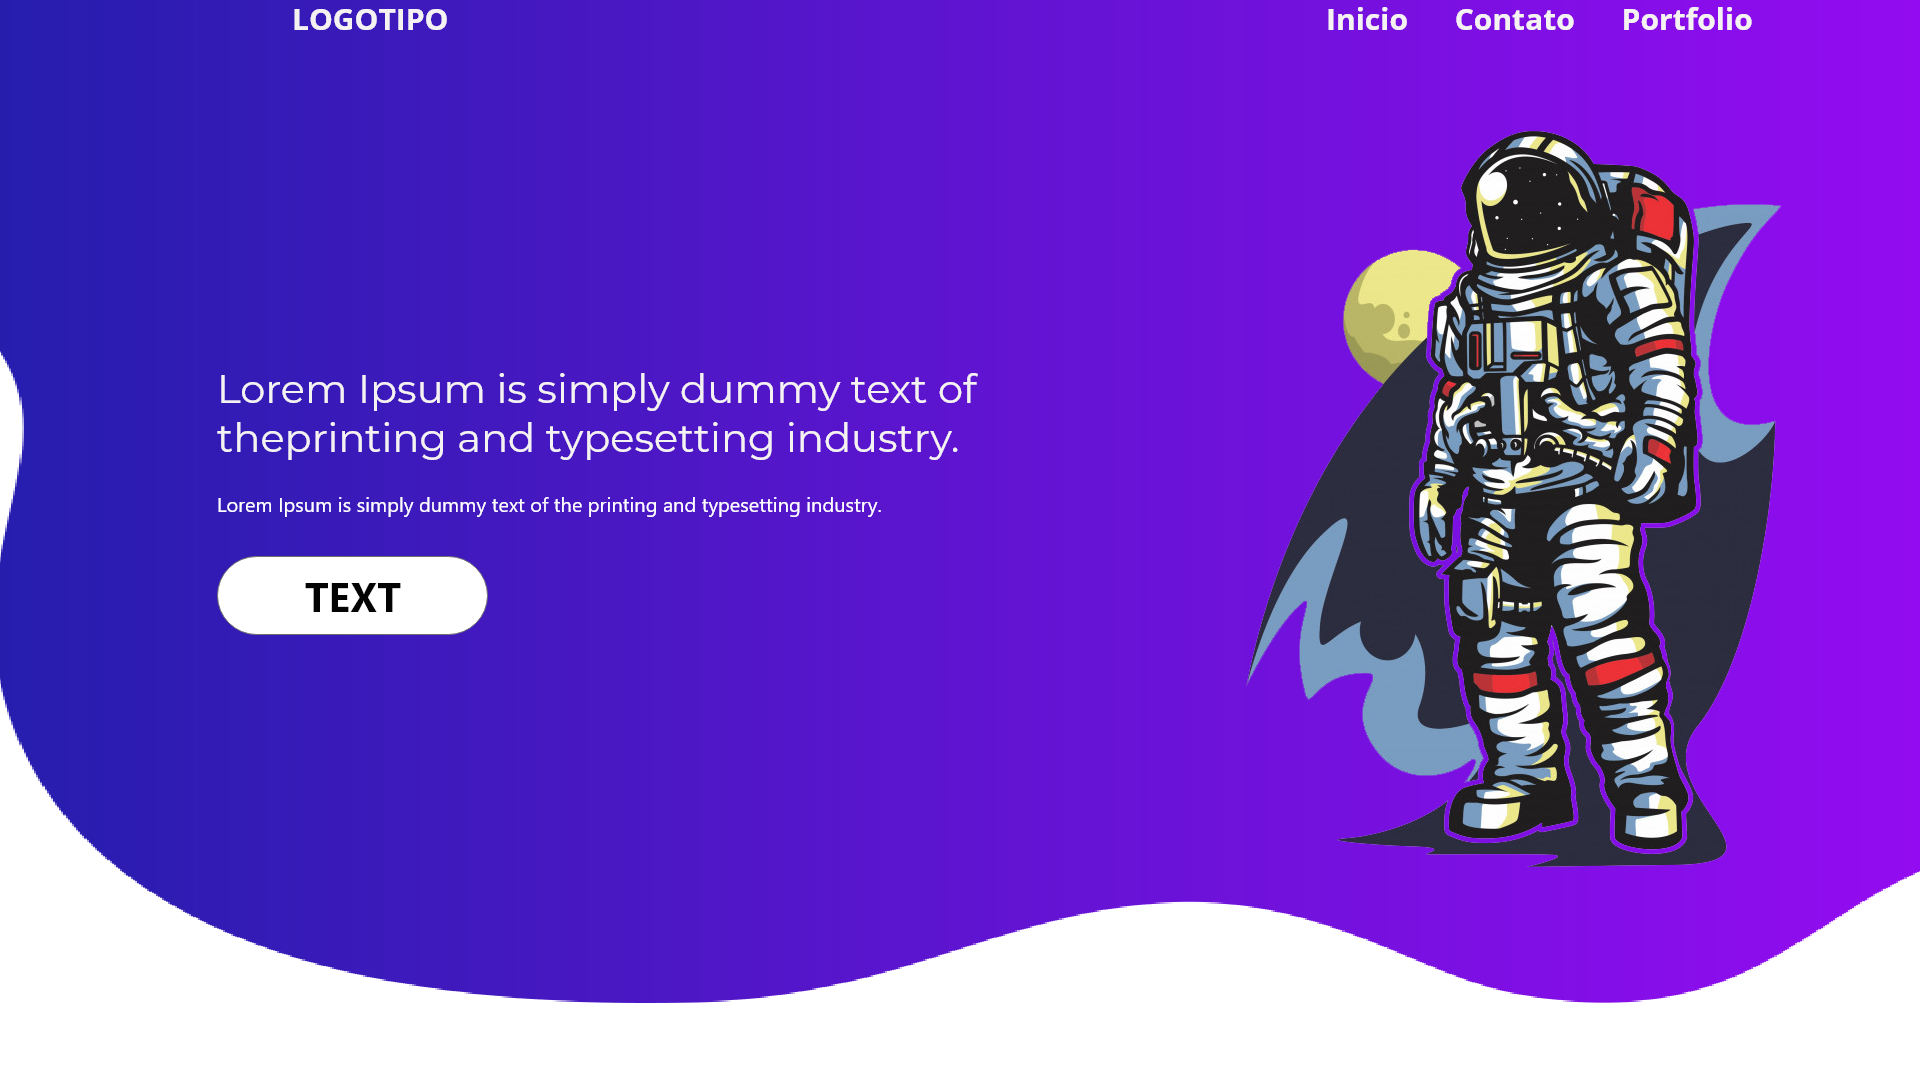 LOGOTIPO
Inicio Contato Portfolio
Lorem Ipsum is simply dummy text of
theprinting and typesetting industry.
Lorem Ipsum is simply dummy text of the printing and typesetting industry.
TEXT